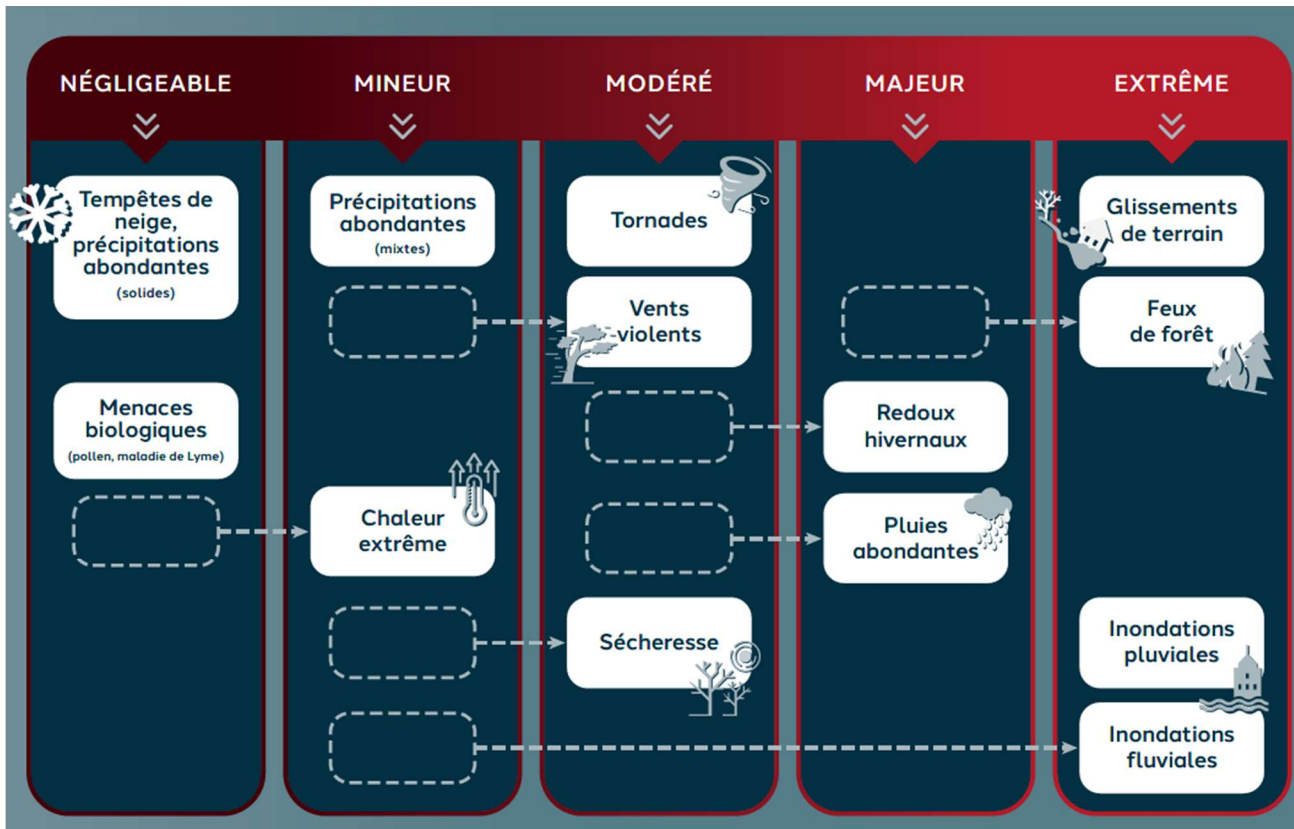 NÉGLIGEABLE
MINEUR
MODÉRÉ
MAJEUR
EXTRÊME
Tempêtes de
neige,
précipitations
abondantes
(solides)
Précipitations
abondantes
(mixtes)
Tornades
Glissements
de terrain
Vents
violents
Feux
de forêt
Menaces
biologiques
(pollen, maladie de Lyme)
Redoux
hivernaux
Chaleur
extrême
Pluies
abondantes
Sécheresse
Inondations
pluviales
Inondations
fluviales